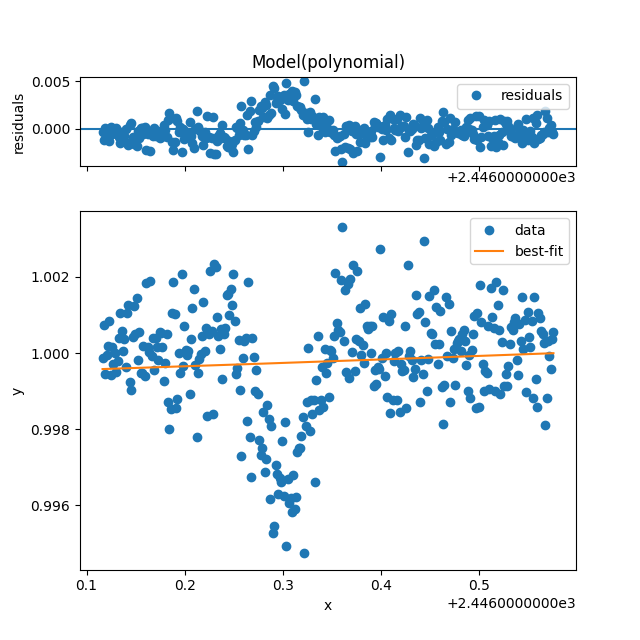 Model(polynomial)
0.005
0.000
residuals
residuals
+2.4460000000e3
1.002
1.000
0.998
0.996
y
data
best-fit
0.1
0.2
0.3
0.4
0.5
x
+2.4460000000e3